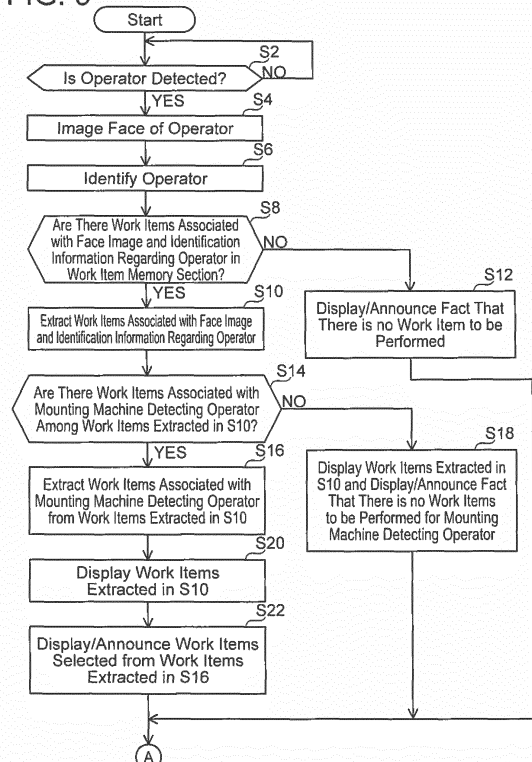 Start
S2
Is Operator Detected?
NO
YES
S4
Image Face of Operator
S6
Identify Operator
S8
Are There Work Items Associated
with Face Image and Identification
Information Regarding Operator in
Work Item Memory Section?
NO
YES
S10
S12
Extract Work Items Associated with Face Image
and Identification Information Regarding Operator
Display/Announce Fact That
There is no Work Item to be
Performed
S14
Are There Work Items Associated with
Mounting Machine Detecting Operator
Among Work Items Extracted in S10?
NO
YES
S16
S18
Extract Work Items Associated with
Mounting Machine Detecting Operator
from Work Items Extracted in S10
Display Work Items Extracted in
S10 and Display/Announce Fact
That There is no Work Items
to be Performed for Mounting
Machine Detecting Operator
S20
Display Work Items
Extracted in S10
S22
Display/Announce Work Items
Selected from Work Items
Extracted in S16
A